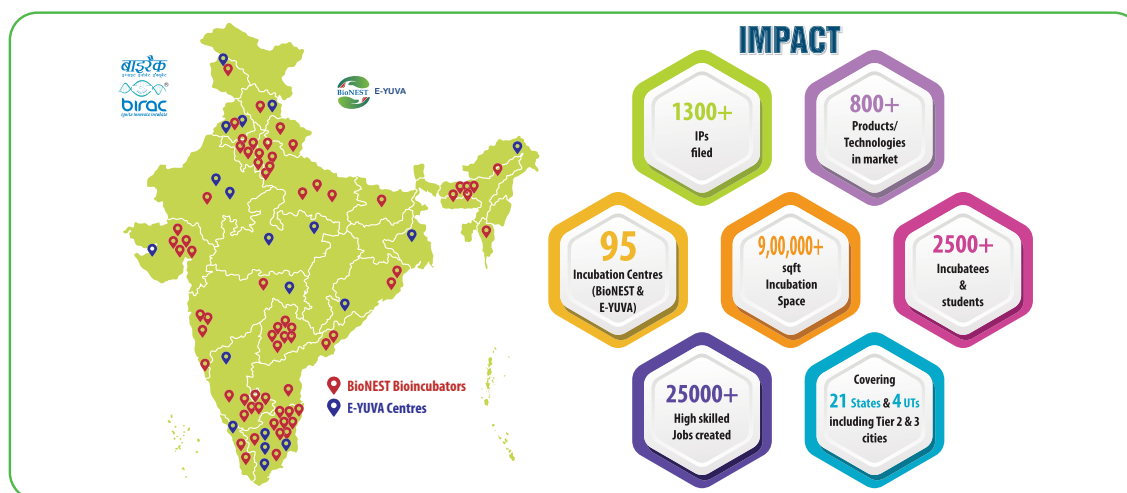 बाइरैक
birac
BioNEST E-YUVA
BioNEST Bioincubators
E-YUVA Centres
IMPACT
1300+
IPs
filed
800+
Products/
Technologies
in market
95
Incubation Centres
(BioNEST &
E-YUVA)
9,00,000+
sqft
Incubation
Space
2500+
Incubatees
&
students
25000+
High skilled
Jobs created
Covering
21 States & 4 UTs
including Tier 2 & 3
cities